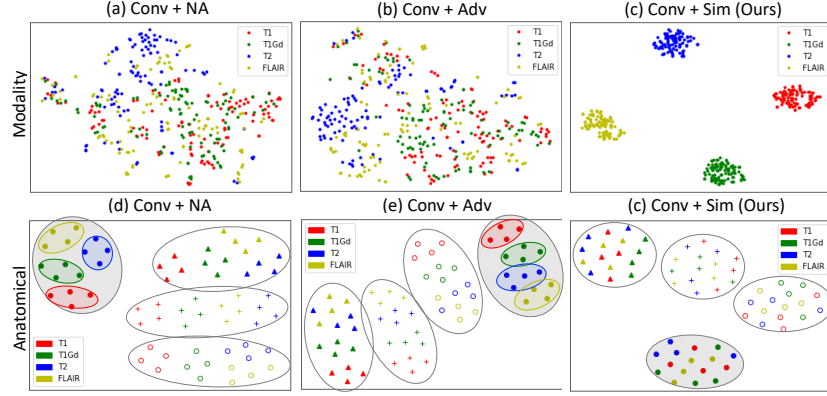 (a) Conv + NA
(b) Conv + Adv
(c) Conv + Sim (Ours)
Modality
T1
T1Gd
T2
FLAIR
T1
T1Gd
T2
FLAIR
T1
T1Gd
T2
FLAIR
(d) Conv + NA
(e) Conv + Adv
(c) Conv + Sim (Ours)
Anatomical
T1
T1Gd
T2
FLAIR
T1
T1Gd
T2
FLAIR
T1
T1Gd
T2
FLAIR